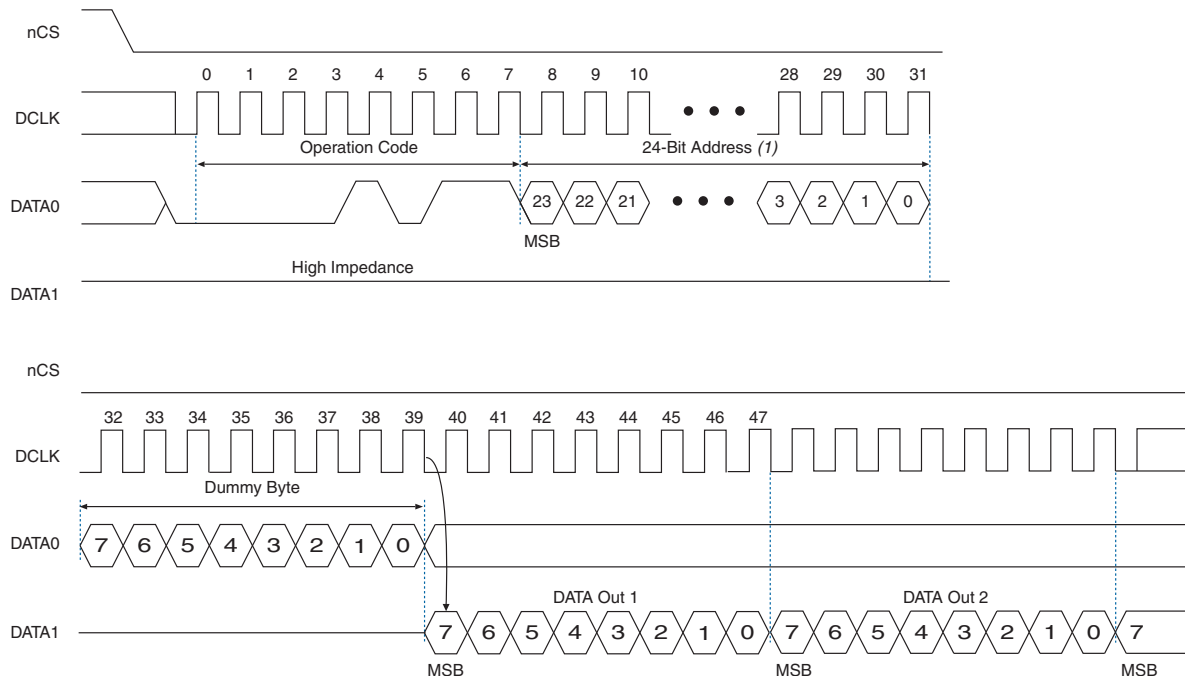 nCS
0 1 2 3 4 5 6 7 8 9 10 28 29 30 31
DCLK
Operation Code 24-Bit Address (1)
DATA0 23 22 21 3 2 1 0
MSB
High Impedance
DATA1
nCS
32 33 34 35 36 37 38 39 40 41 42 43 44 45 46 47
DCLK
Dummy Byte
DATA0 7 6 5 4 3 2 1 0
DATA Out 1 DATA Out 2
DATA1 7 6 5 4 3 2 1 0 7 6 5 4 3 2 1 0 7
MSB MSB MSB